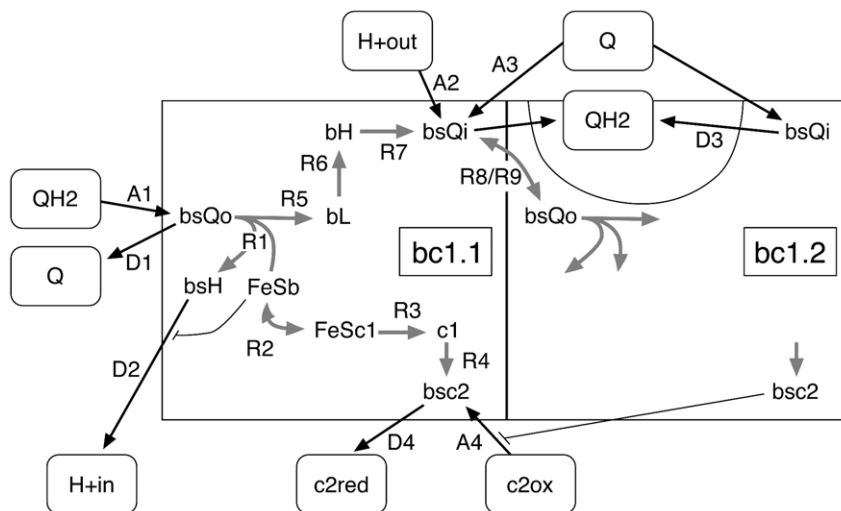 H+out
Q
A2
A3
bH
R7
bsQi
QH2
D3
bsQi
R6
R8/R9
QH2
A1
bsQo
R5
bL
bsQo
R1
bc1.1
bc1.2
Q
D1
bsH
FeSb
R2
FeSc1
R3
c1
R4
D2
bsc2
bsc2
D4
A4
H+in
c2red
c2ox